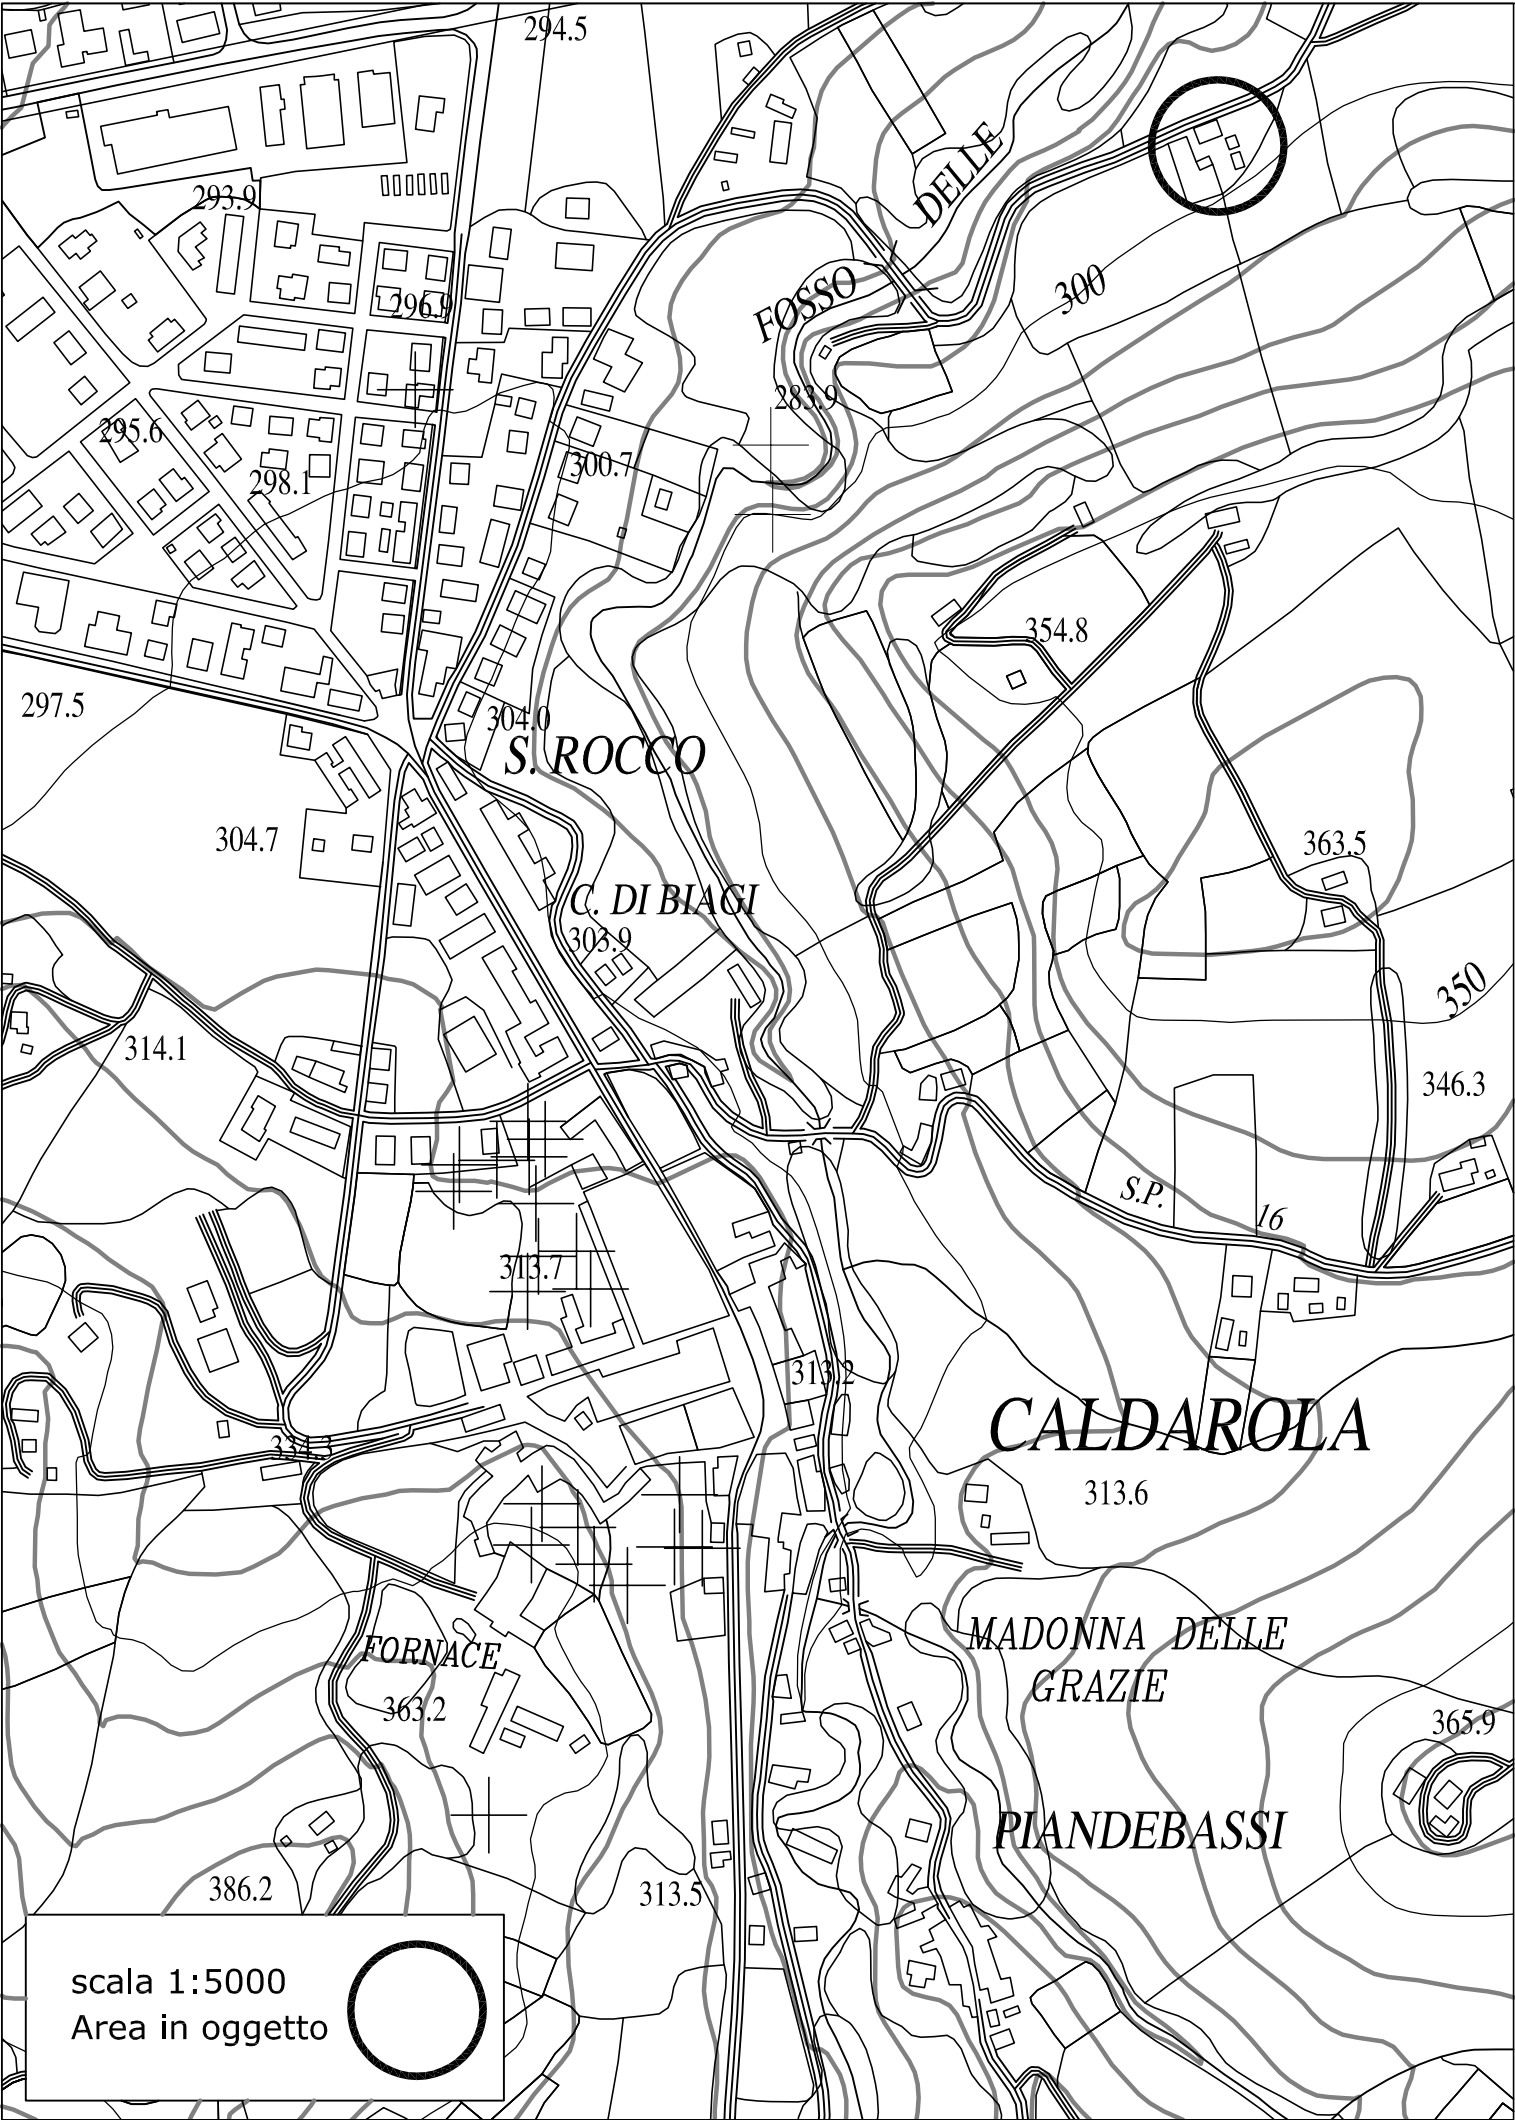 294.5
DELLE
293.9
FOSSO
300
296.9
283.9
295.6
300.7
298.1
354.8
297.5
304.0
S. ROCCO
304.7
363.5
C. DI BIAGI
303.9
350
314.1
346.3
S.P. 16
313.7
313.2
CALDAROLA
334.3
313.6
MADONNA DELLE
GRAZIE
FORNACE
363.2
365.9
PIANDEBASSI
386.2
313.5
scala 1:5000
Area in oggetto